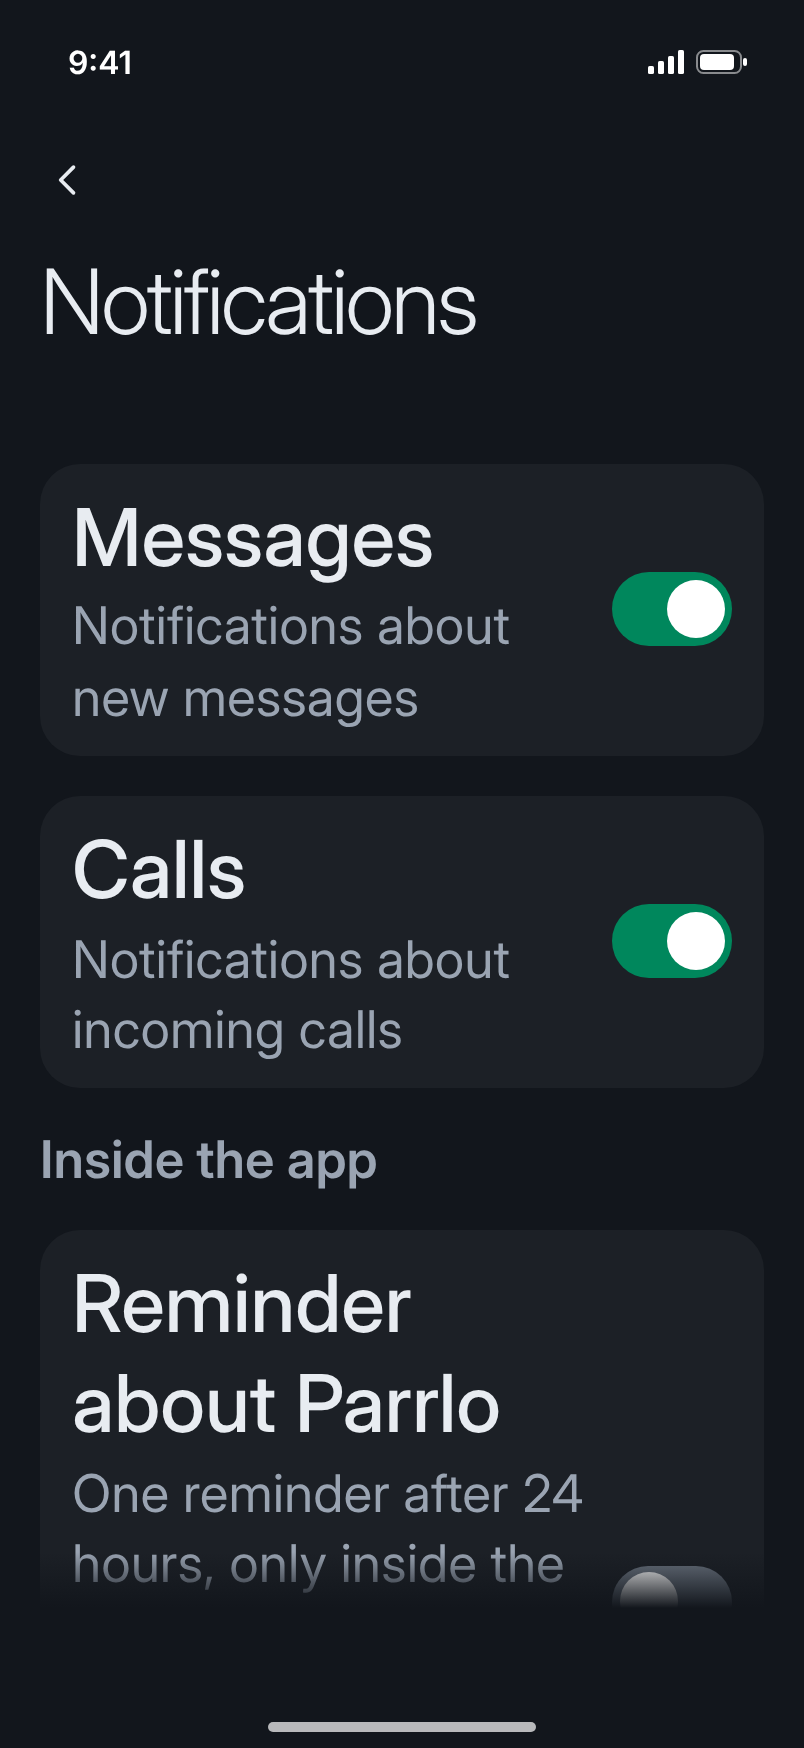 9:41
Notifications
Messages
Notifications about
new messages
Calls
Notifications about
incoming calls
Inside the app
Reminder
about Parrlo
One reminder after 24
hours, only inside the